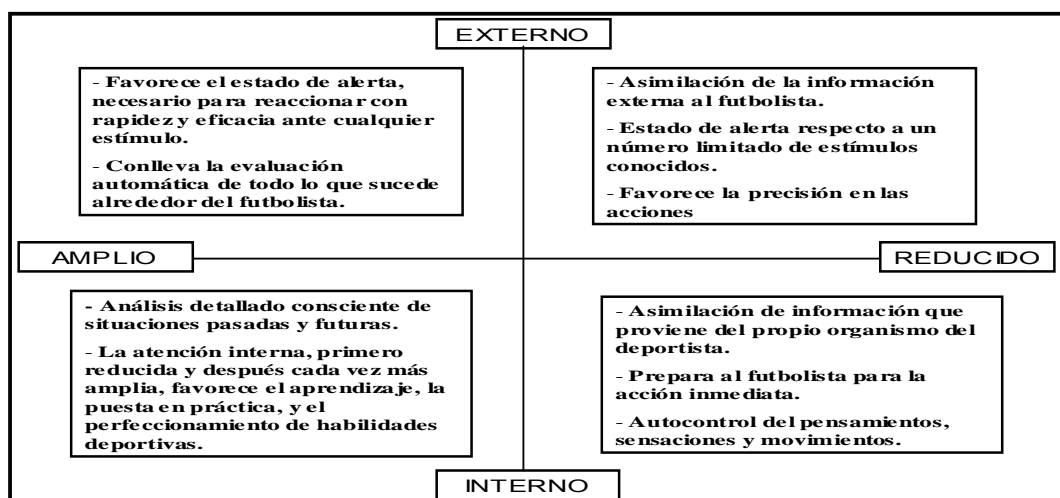 EXTERNO
- Favorece el estado de alerta,
necesario para reaccionar con
rapidez y eficacia ante cualquier
estímulo.
- Conlleva la evaluación
automática de todo lo que sucede
alrededor del futbolista.
- Asimilación de la información
externa al futbolista.
- Estado de alerta respecto a un
número limitado de estímulos
conocidos.
- Favorece la precisión en las
acciones
AMPLIO
REDUCIDO
- Análisis detallado consciente de
situaciones pasadas y futuras.
- La atención interna, primero
reducida y después cada vez más
amplia, favorece el aprendizaje, la
puesta en práctica, y el
perfeccionamiento de habilidades
deportivas.
- Asimilación de información que
proviene del propio organismo del
deportista.
- Prepara al futbolista para la
acción inmediata.
- Autocontrol del pensamientos,
sensaciones y movimientos.
INTERNO